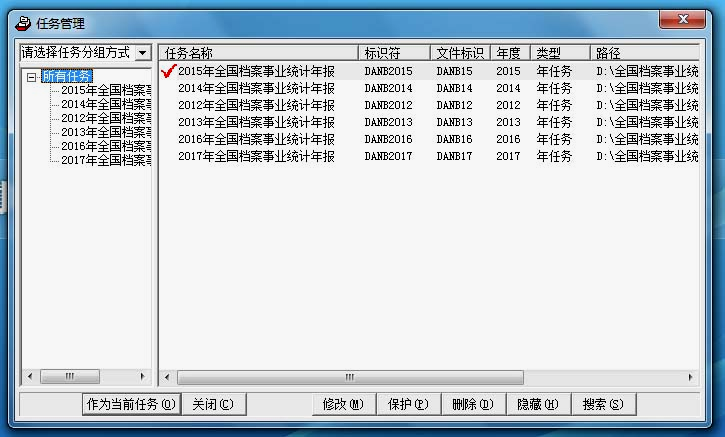 任务管理
请选择任务分组方式
所有任务
2015年全国档案事
2014年全国档案事
2012年全国档案事
2013年全国档案事
2016年全国档案事
2017年全国档案事
任务名称 标识符 文件标识 年度 类型 路径
2015年全国档案事业统计年报 DANB2015 DANB15 2015 年任务 D:\全国档案事业统
2014年全国档案事业统计年报 DANB2014 DANB14 2014 年任务 D:\全国档案事业统
2012年全国档案事业统计年报 DANB2012 DANB12 2012 年任务 D:\全国档案事业统
2013年全国档案事业统计年报 DANB2013 DANB13 2013 年任务 D:\全国档案事业统
2016年全国档案事业统计年报 DANB2016 DANB16 2016 年任务 D:\全国档案事业统
2017年全国档案事业统计年报 DANB2017 DANB17 2017 年任务 D:\全国档案事业统
作为当前任务(O) 关闭(C) 修改(M) 保护(P) 删除(D) 隐藏(H) 搜索(S)